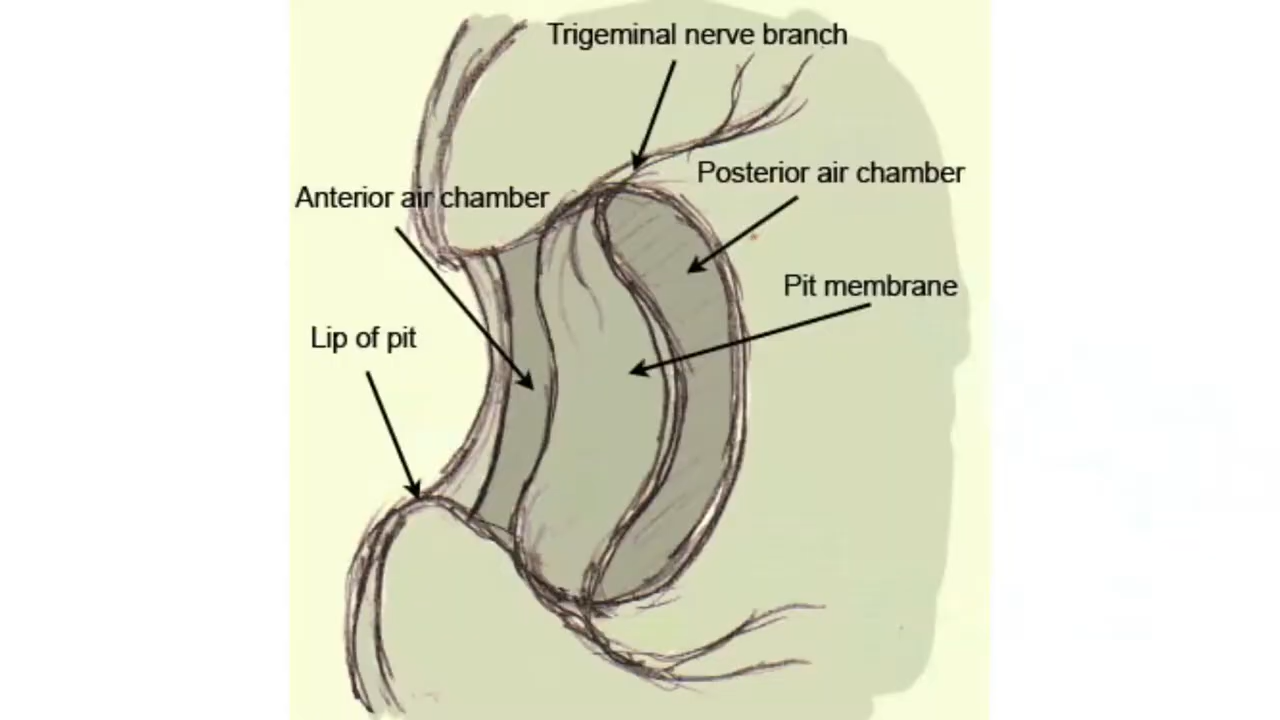 Trigeminal nerve branch
Posterior air chamber
Anterior air chamber
Pit membrane
Lip of pit